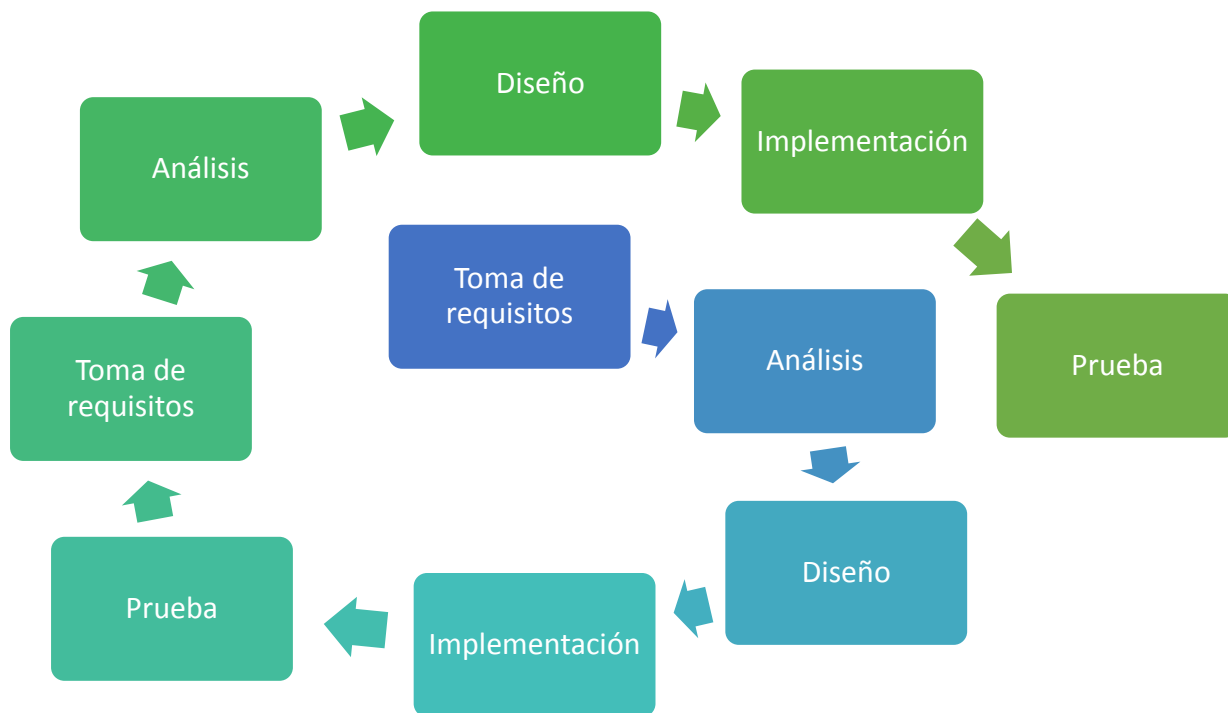 Toma de
requisitos
Análisis
Diseño
Implementación
Prueba
Toma de
requisitos
Análisis
Diseño
Implementación
Prueba